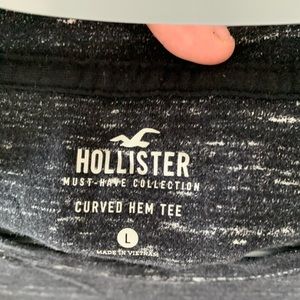 HOLLISTER
MUST-HAVE COLLECTION
CURVED HEM TEE
L
MADE IN VIETNAM